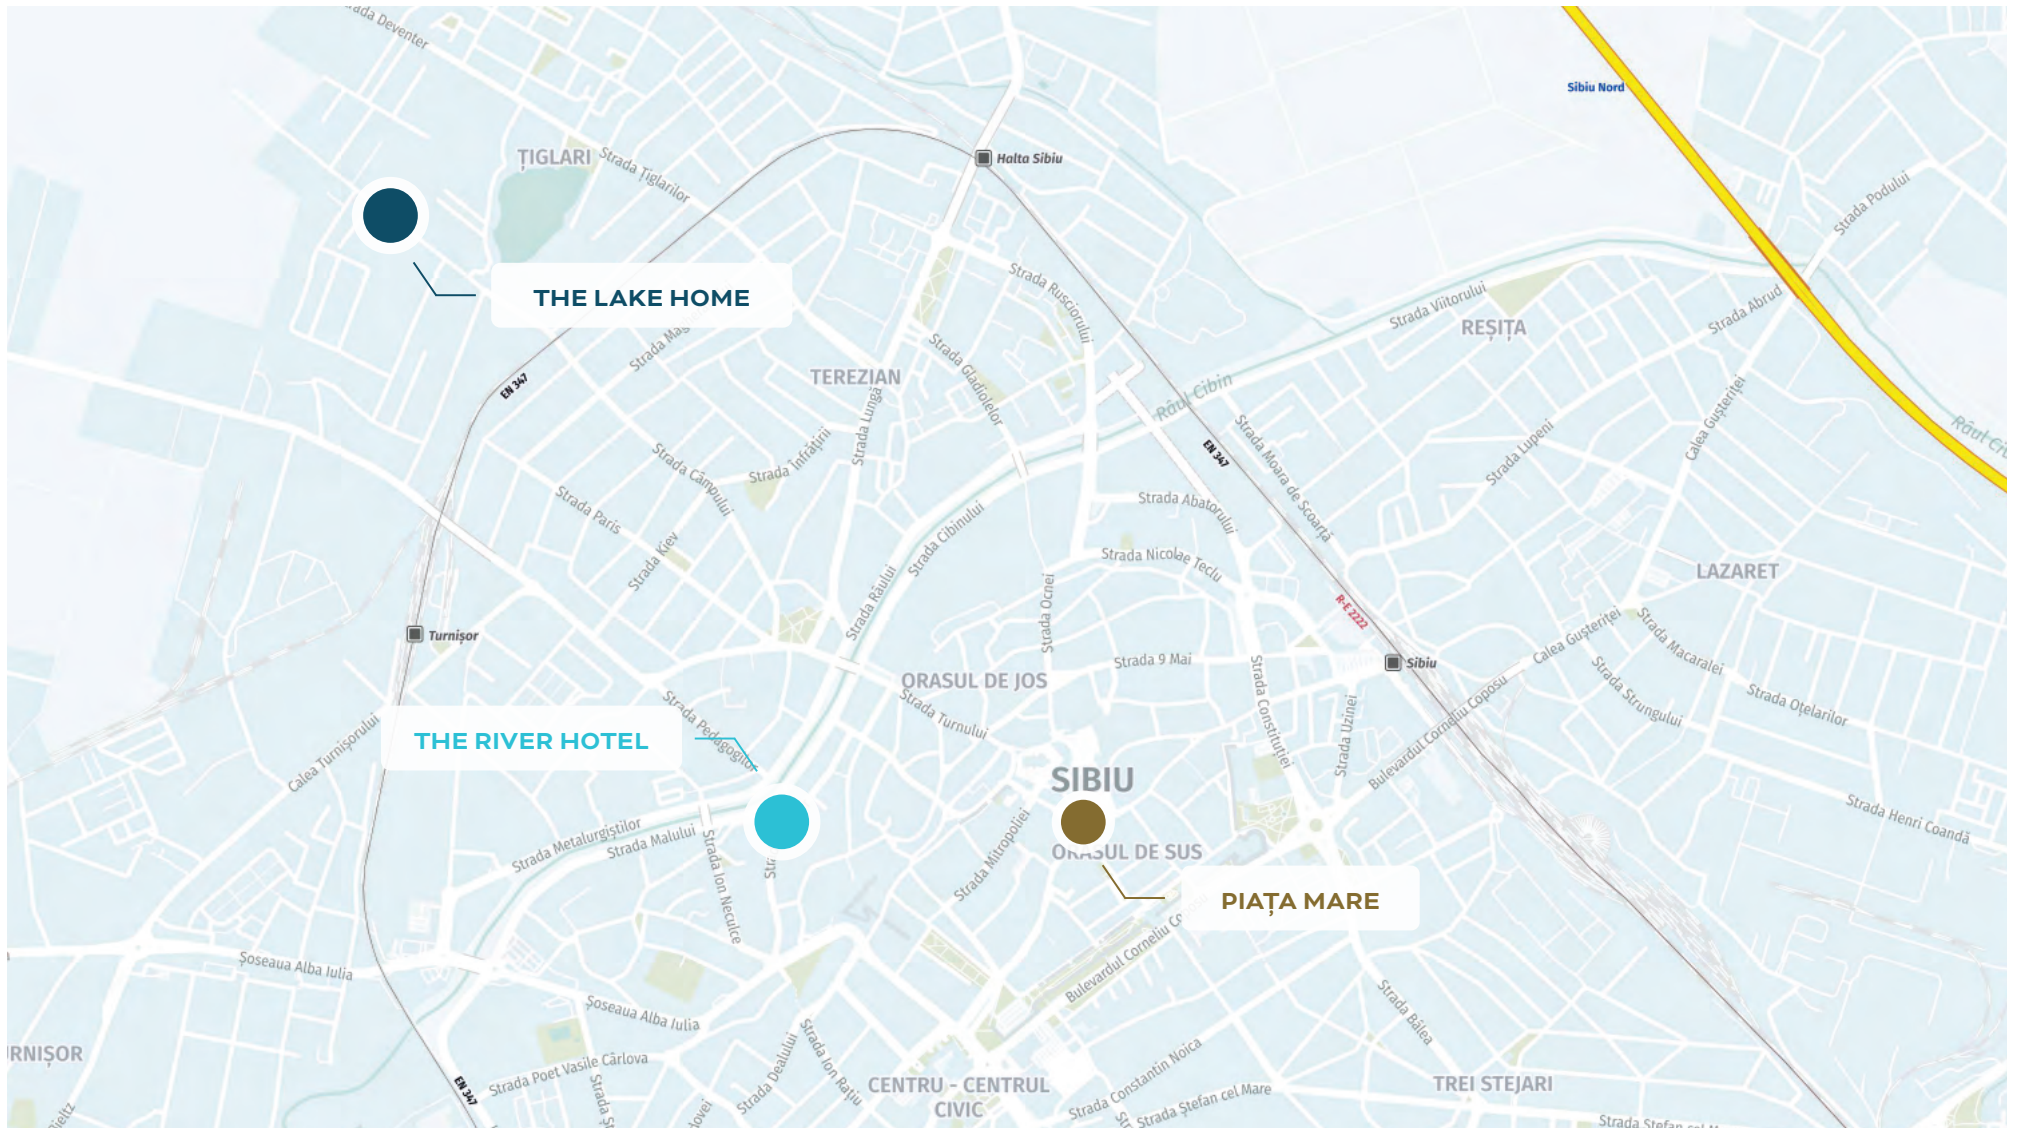 Strada Deventer
Sibiu Nord
ȚIGLARI
Strada Țiglarilor
Halta Sibiu
Strada Podului
THE LAKE HOME
Strada Rusciorului
Strada Viitorului
Strada Abrud
REȘIȚA
EN 347
Strada Gladiolelor
TEREZIAN
Râul Cibin
Strada Lungă
Calea Gușteriței
Strada Câmpului
Strada Înfrățirii
EN 347
Strada Moara de Scoarță
Strada Lupeni
Strada Paris
Strada Kiev
Strada Cibinului
Strada Abatorului
Strada Râului
Strada Nicolae Teclu
LAZARET
Strada Ocnei
R-E 2222
Turnișor
Strada 9 Mai
Sibiu
Calea Gușteriței
Strada Macaralei
ORASUL DE JOS
Strada Turnului
Strada Constituției
Strada Uzinei
Strada Strungului
Strada Oțelarilor
Strada Pedagogilor
Calea Turnișorului
THE RIVER HOTEL
Bulevardul Corneliu Coposu
SIBIU
Strada Henri Coandă
Strada Metalurgiștilor
Strada Malului
Strada Ion Neculce
Strada Mitropoliei
ORASUL DE SUS
PIAȚA MARE
Șoseaua Alba Iulia
Bulevardul Corneliu Coposu
Șoseaua Alba Iulia
Strada Bâlea
RNIȘOR
Strada Poet Vasile Cârlova
Strada Dealului
Strada Ion Rațiu
EN 347
CENTRU - CENTRUL
CIVIC
Strada Constantin Noica
Strada Ștefan cel Mare
TREI STEJARI